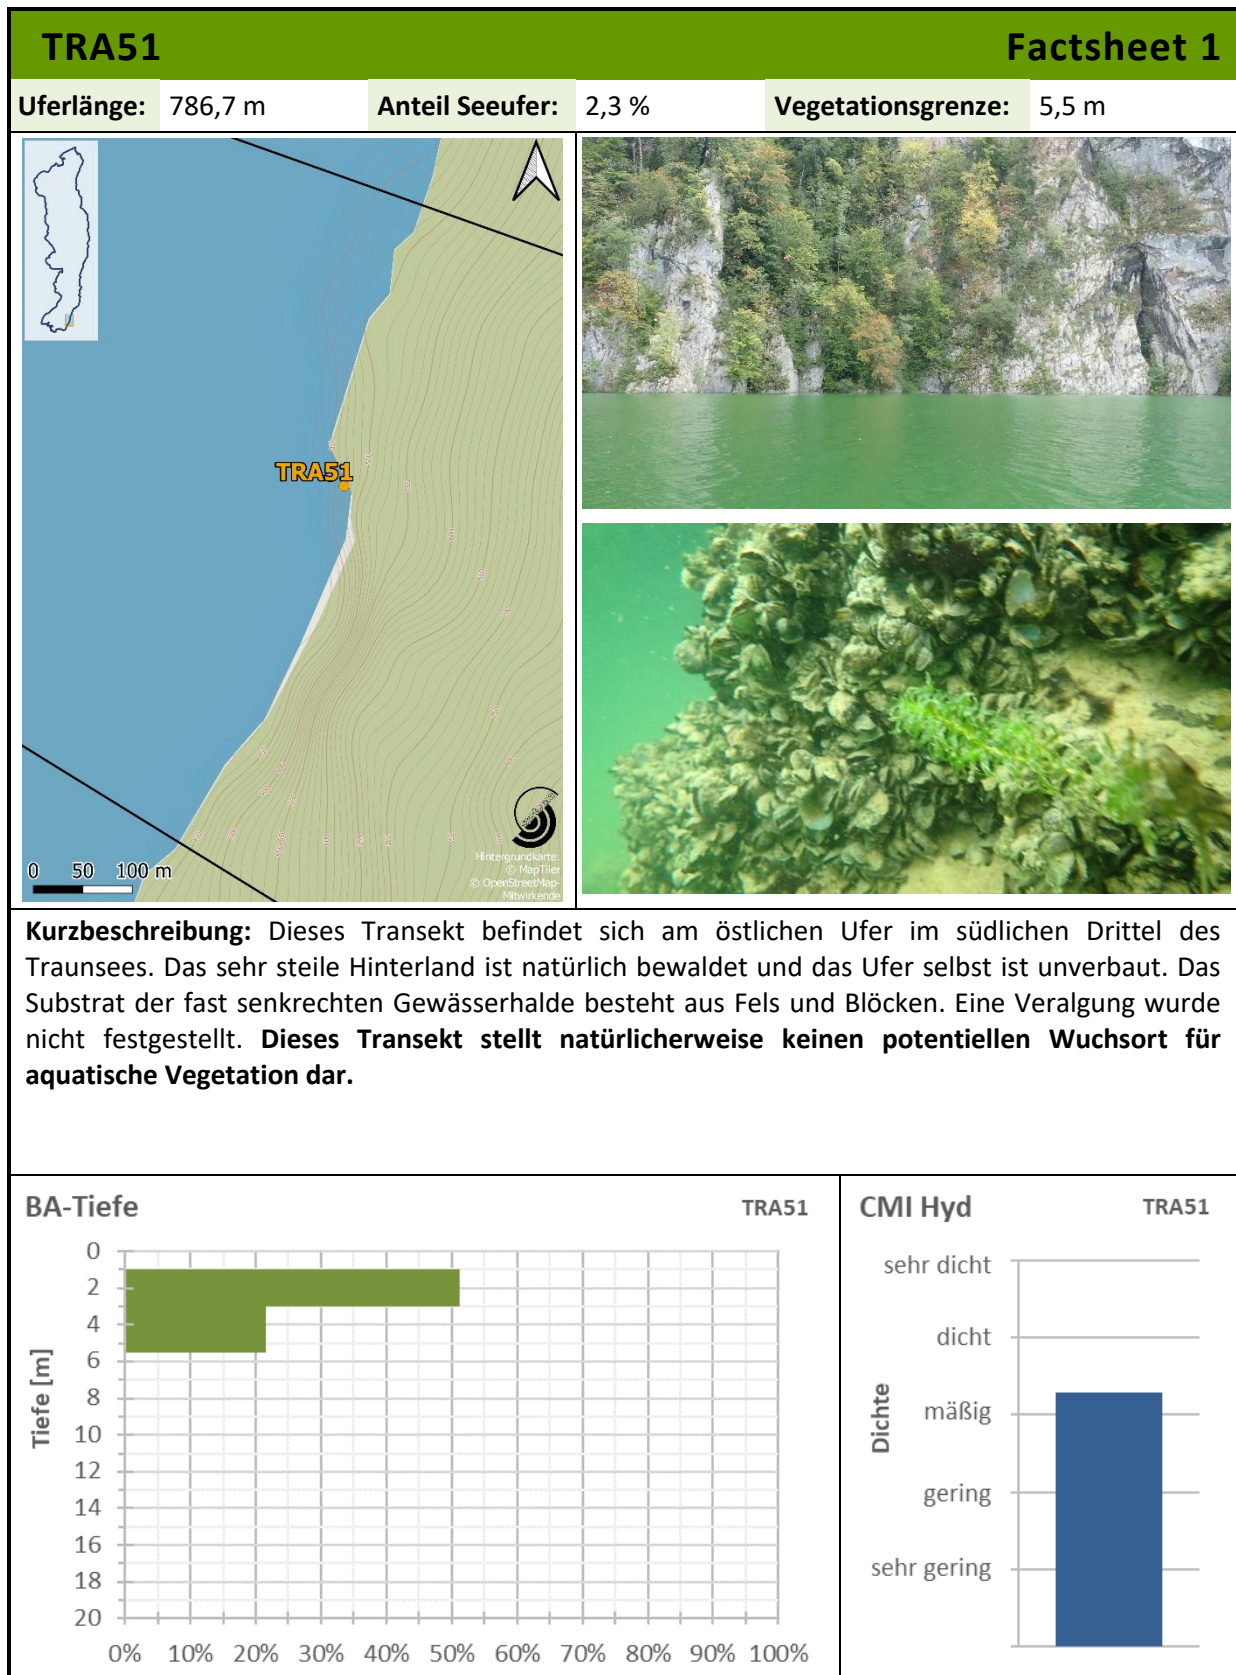 TRA51 Factsheet 1
Uferlänge: 786,7 m Anteil Seeufer: 2,3 % Vegetationsgrenze: 5,5 m
TRA51
0 50 100 m
Hintergrundkarte:
© MapTiler
© OpenStreetMap-
Mitwirkende
Kurzbeschreibung: Dieses Transekt befindet sich am östlichen Ufer im südlichen Drittel des
Traunsees. Das sehr steile Hinterland ist natürlich bewaldet und das Ufer selbst ist unverbaut. Das
Substrat der fast senkrechten Gewässerhalde besteht aus Fels und Blöcken. Eine Veralgung wurde
nicht festgestellt. Dieses Transekt stellt natürlicherweise keinen potentiellen Wuchsort für
aquatische Vegetation dar.
BA-Tiefe TRA51
Tiefe [m]
0
2
4
6
8
10
12
14
16
18
20
0% 10% 20% 30% 40% 50% 60% 70% 80% 90% 100%
CMI Hyd TRA51
Dichte
sehr dicht
dicht
mäßig
gering
sehr gering